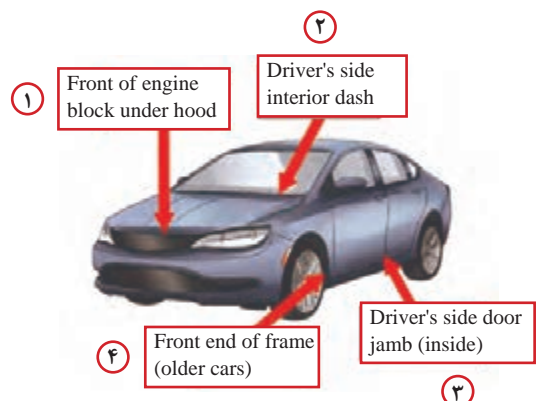 ۱
Front of engine
block under hood
۲
Driver's side
interior dash
۳
Driver's side door
jamb (inside)
۴
Front end of frame
(older cars)